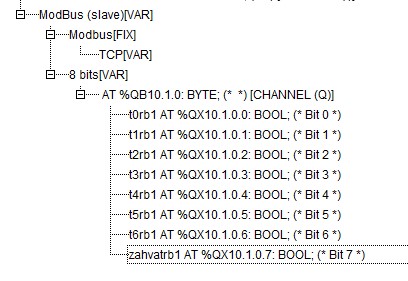 ModBus (slave)[VAR]
Modbus[FIX]
TCP[VAR]
8 bits[VAR]
AT %QB10.1.0: BYTE; (* *) [CHANNEL (Q)]
t0rb1 AT %QX10.1.0.0: BOOL; (* Bit 0 *)
t1rb1 AT %QX10.1.0.1: BOOL; (* Bit 1 *)
t2rb1 AT %QX10.1.0.2: BOOL; (* Bit 2 *)
t3rb1 AT %QX10.1.0.3: BOOL; (* Bit 3 *)
t4rb1 AT %QX10.1.0.4: BOOL; (* Bit 4 *)
t5rb1 AT %QX10.1.0.5: BOOL; (* Bit 5 *)
t6rb1 AT %QX10.1.0.6: BOOL; (* Bit 6 *)
zahvatrb1 AT %QX10.1.0.7: BOOL; (* Bit 7 *)